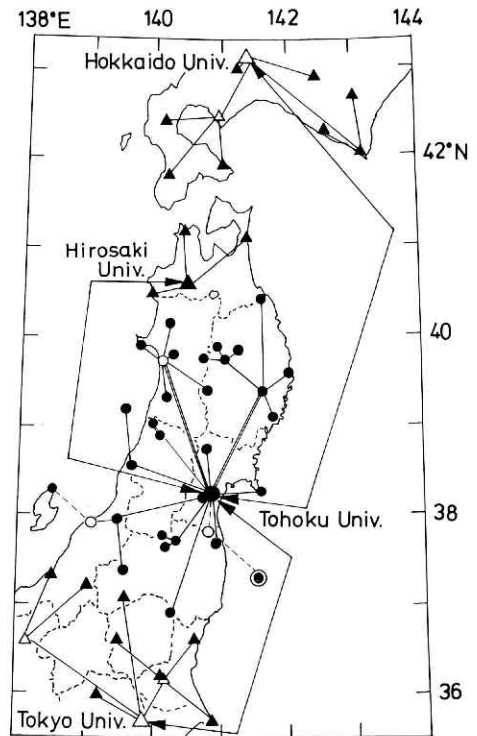 138°E 140 142 144
Hokkaido Univ.
42°N
Hirosaki
Univ.
40
38
Tohoku Univ.
36
Tokyo Univ.